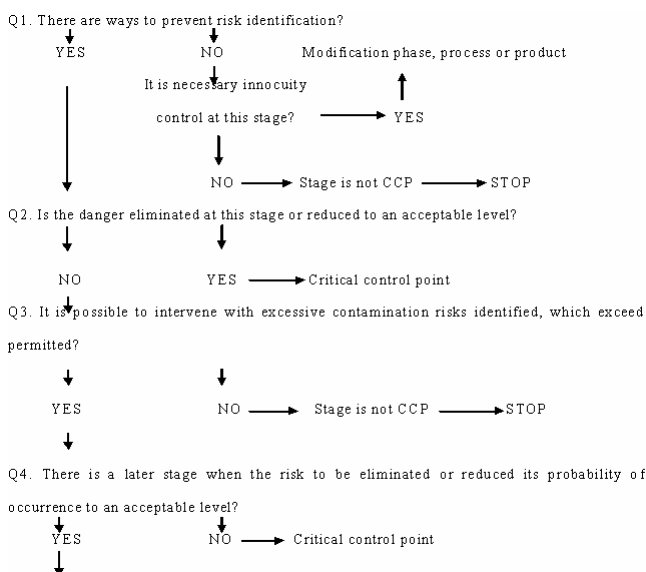 Q1. There are ways to prevent risk identification?
YES NO Modification phase, process or product
It is necessary innocuity
control at this stage? YES
NO Stage is not CCP STOP
Q2. Is the danger eliminated at this stage or reduced to an acceptable level?
NO YES Critical control point
Q3. It is possible to intervene with excessive contamination risks identified, which exceed
permitted?
YES NO Stage is not CCP STOP
Q4. There is a later stage when the risk to be eliminated or reduced its probability of
occurrence to an acceptable level?
YES NO Critical control point